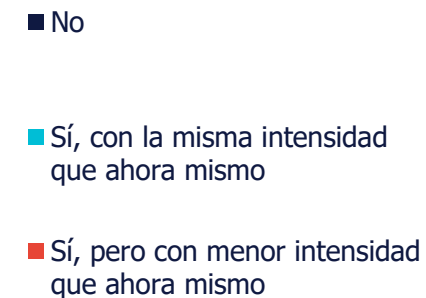 No
Sí, con la misma intensidad
que ahora mismo
Sí, pero con menor intensidad
que ahora mismo